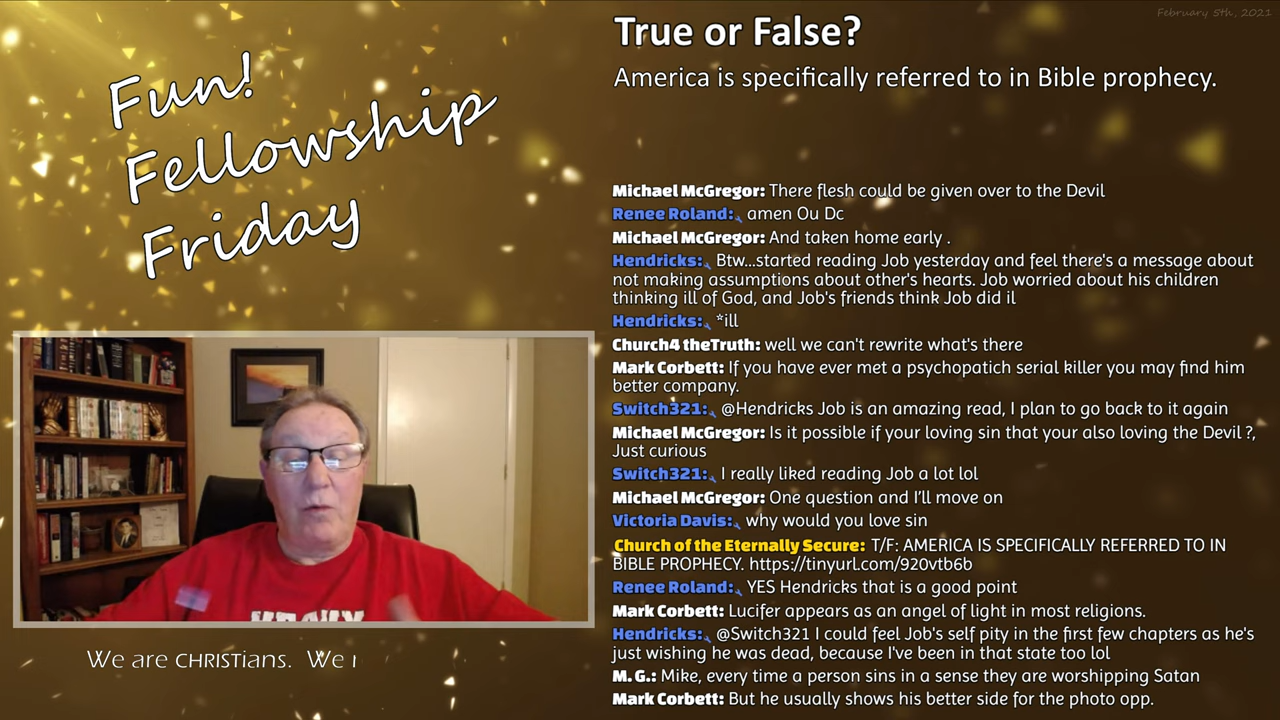 February 5th, 2021
Fun!
Fellowship
Friday
True or False?
America is specifically referred to in Bible prophecy.
Michael McGregor: There flesh could be given over to the Devil
Renee Roland: amen Ou Dc
Michael McGregor: And taken home early .
Hendricks: Btw...started reading Job yesterday and feel there's a message about
not making assumptions about other's hearts. Job worried about his children
thinking ill of God, and Job's friends think Job did il
Hendricks: *ill
Church4 theTruth: well we can't rewrite what's there
Mark Corbett: If you have ever met a psychopatich serial killer you may find him
better company.
Switch321: @Hendricks Job is an amazing read, I plan to go back to it again
Michael McGregor: Is it possible if your loving sin that your also loving the Devil ?,
Just curious
Switch321: I really liked reading Job a lot lol
Michael McGregor: One question and I'll move on
Victoria Davis: why would you love sin
Church of the Eternally Secure: T/F: AMERICA IS SPECIFICALLY REFERRED TO IN
BIBLE PROPHECY. https://tinyurl.com/920vtb6b
Renee Roland: YES Hendricks that is a good point
Mark Corbett: Lucifer appears as an angel of light in most religions.
Hendricks: @Switch321 I could feel Job's self pity in the first few chapters as he's
just wishing he was dead, because I've been in that state too lol
M. G.: Mike, every time a person sins in a sense they are worshipping Satan
Mark Corbett: But he usually shows his better side for the photo opp.
We are CHRISTians. We